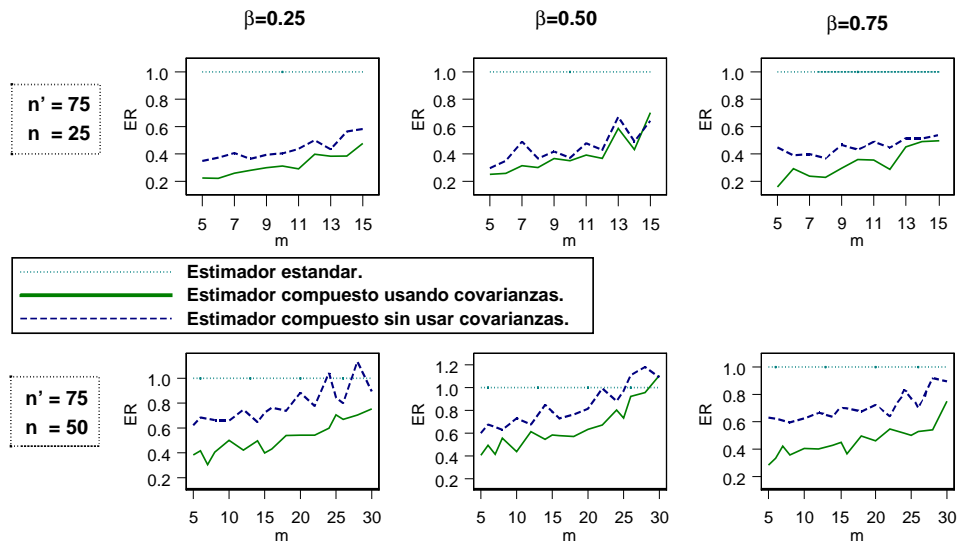 β=0.25
β=0.50
β=0.75
n' = 75
n = 25
ER
1.0
0.8
0.6
0.4
0.2
5 7 9 11 13 15
m
ER
1.0
0.8
0.6
0.4
0.2
5 7 9 11 13 15
m
ER
1.0
0.8
0.6
0.4
0.2
5 7 9 11 13 15
m
Estimador estandar.
Estimador compuesto usando covarianzas.
Estimador compuesto sin usar covarianzas.
n' = 75
n = 50
ER
1.0
0.8
0.6
0.4
0.2
5 10 15 20 25 30
m
ER
1.2
1.0
0.8
0.6
0.4
0.2
5 10 15 20 25 30
m
ER
1.0
0.8
0.6
0.4
0.2
5 10 15 20 25 30
m